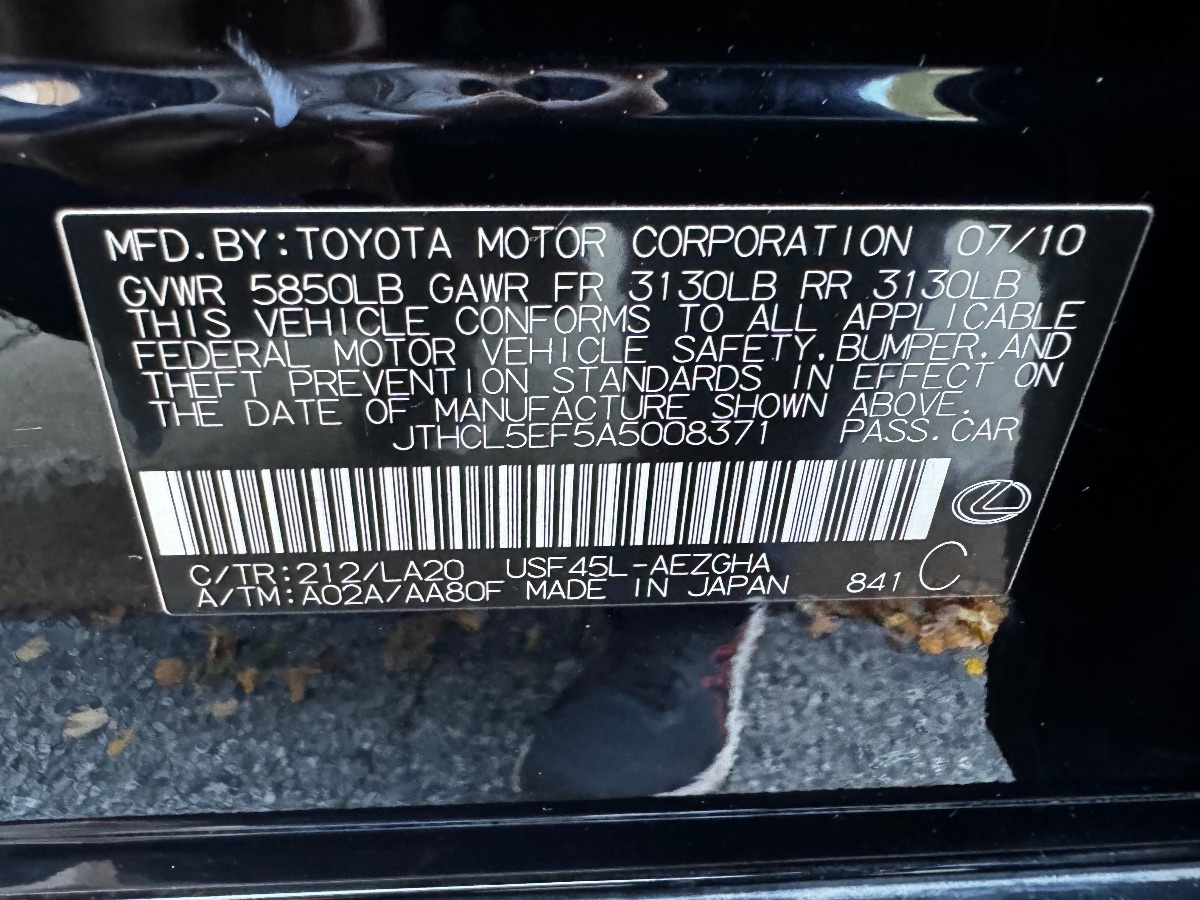 MFD.BY:TOYOTA MOTOR CORPORATION 07/10
GVWR 5850LB GAWR FR 3130LB RR 3130LB
THIS VEHICLE CONFORMS TO ALL APPLICABLE
FEDERAL MOTOR VEHICLE SAFETY,BUMPER,AND
THEFT PREVENTION STANDARDS IN EFFECT ON
THE DATE OF MANUFACTURE SHOWN ABOVE.
JTHCL5EF5A5008371 PASS.CAR
C/TR:212/LA20 USF45L-AEZGHA
A/TM:A02A/AA80F MADE IN JAPAN 841 C